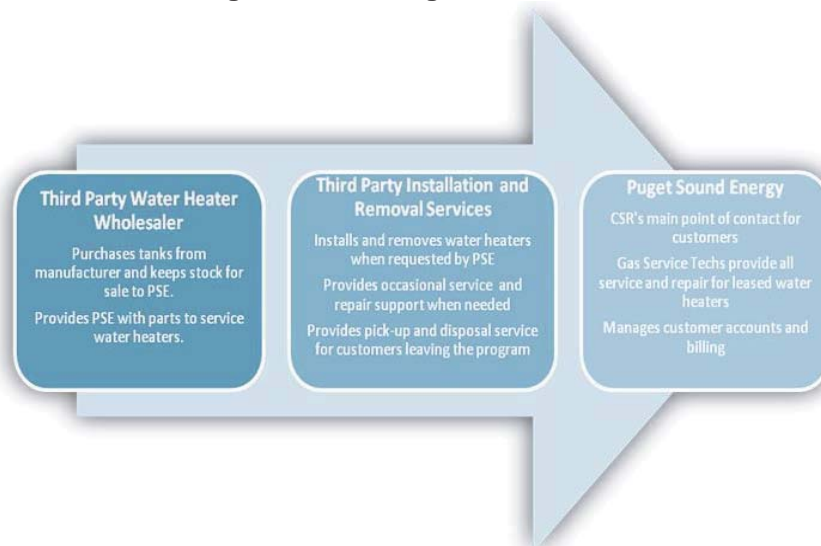 Third Party Water Heater
Wholesaler
Purchases tanks from
manufacturer and keeps stock for
sale to PSE.
Provides PSE with parts to service
water heaters.
Third Party Installation and
Removal Services
Installs and removes water heaters
when requested by PSE
Provides occasional service and
repair support when needed
Provides pick-up and disposal service
for customers leaving the program
Puget Sound Energy
CSR's main point of contact for
customers
Gas Service Techs provide all
service and repair for leased water
heaters
Manages customer accounts and
billing